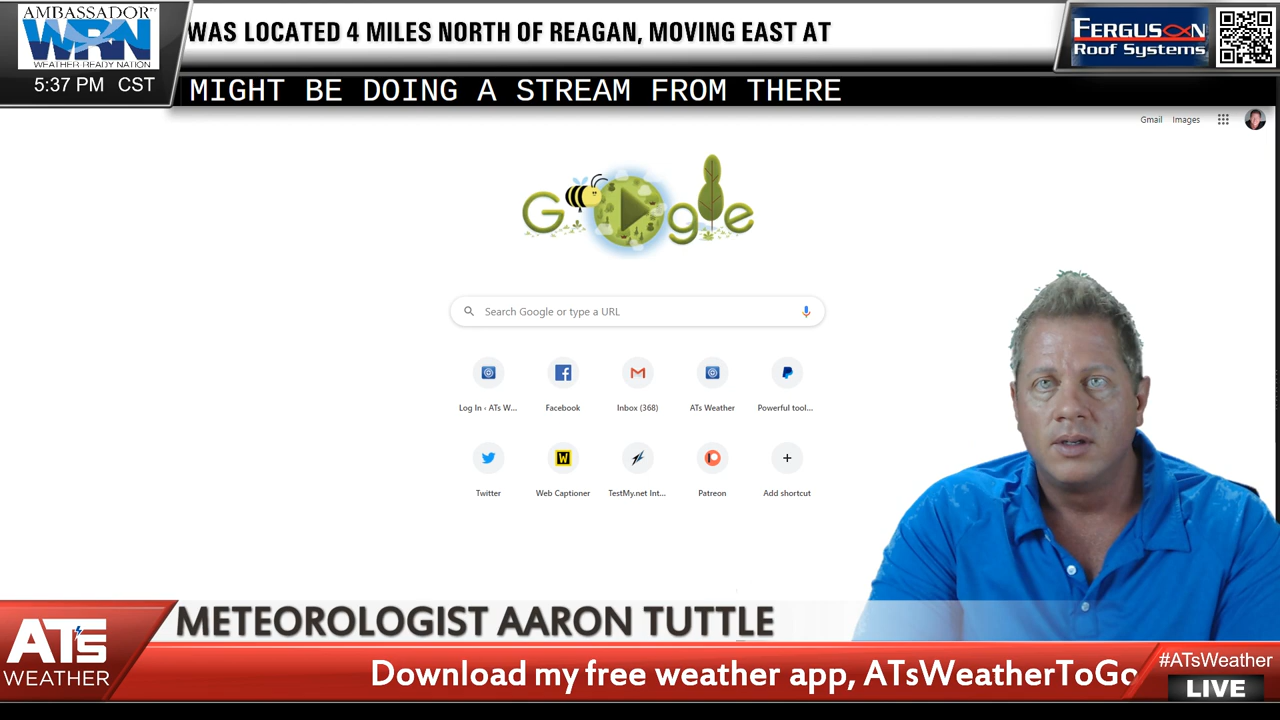 AMBASSADOR
WRN
WEATHER READY NATION
5:37 PM CST
WAS LOCATED 4 MILES NORTH OF REAGAN, MOVING EAST AT
MIGHT BE DOING A STREAM FROM THERE
FERGUSON
Roof Systems
Gmail Images
Google
Search Google or type a URL
Log In ‹ ATs W... Facebook Inbox (368) ATs Weather Powerful tool...
Twitter Web Captioner TestMy.net Int... Patreon Add shortcut
METEOROLOGIST AARON TUTTLE
ATs
WEATHER
Download my free weather app, ATsWeatherToGo
#ATsWeather
LIVE